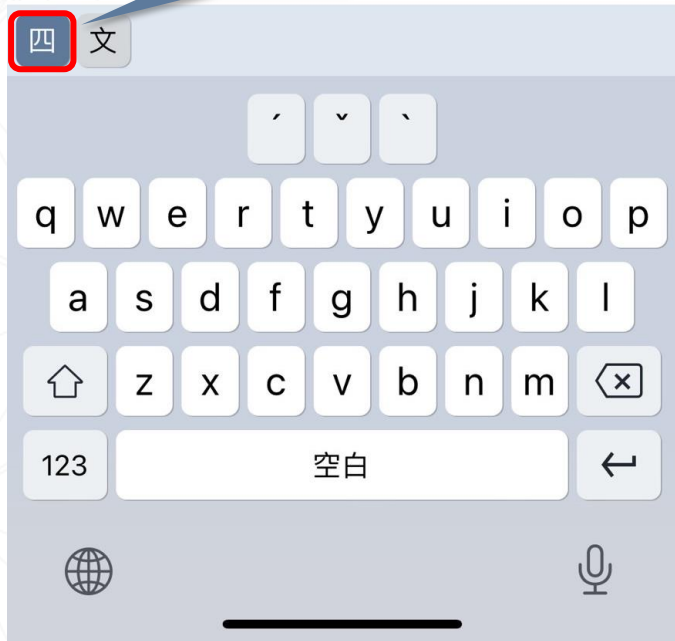 四 文
ˊ ˇ ˋ
q w e r t y u i o p
a s d f g h j k l
z x c v b n m
123 空白